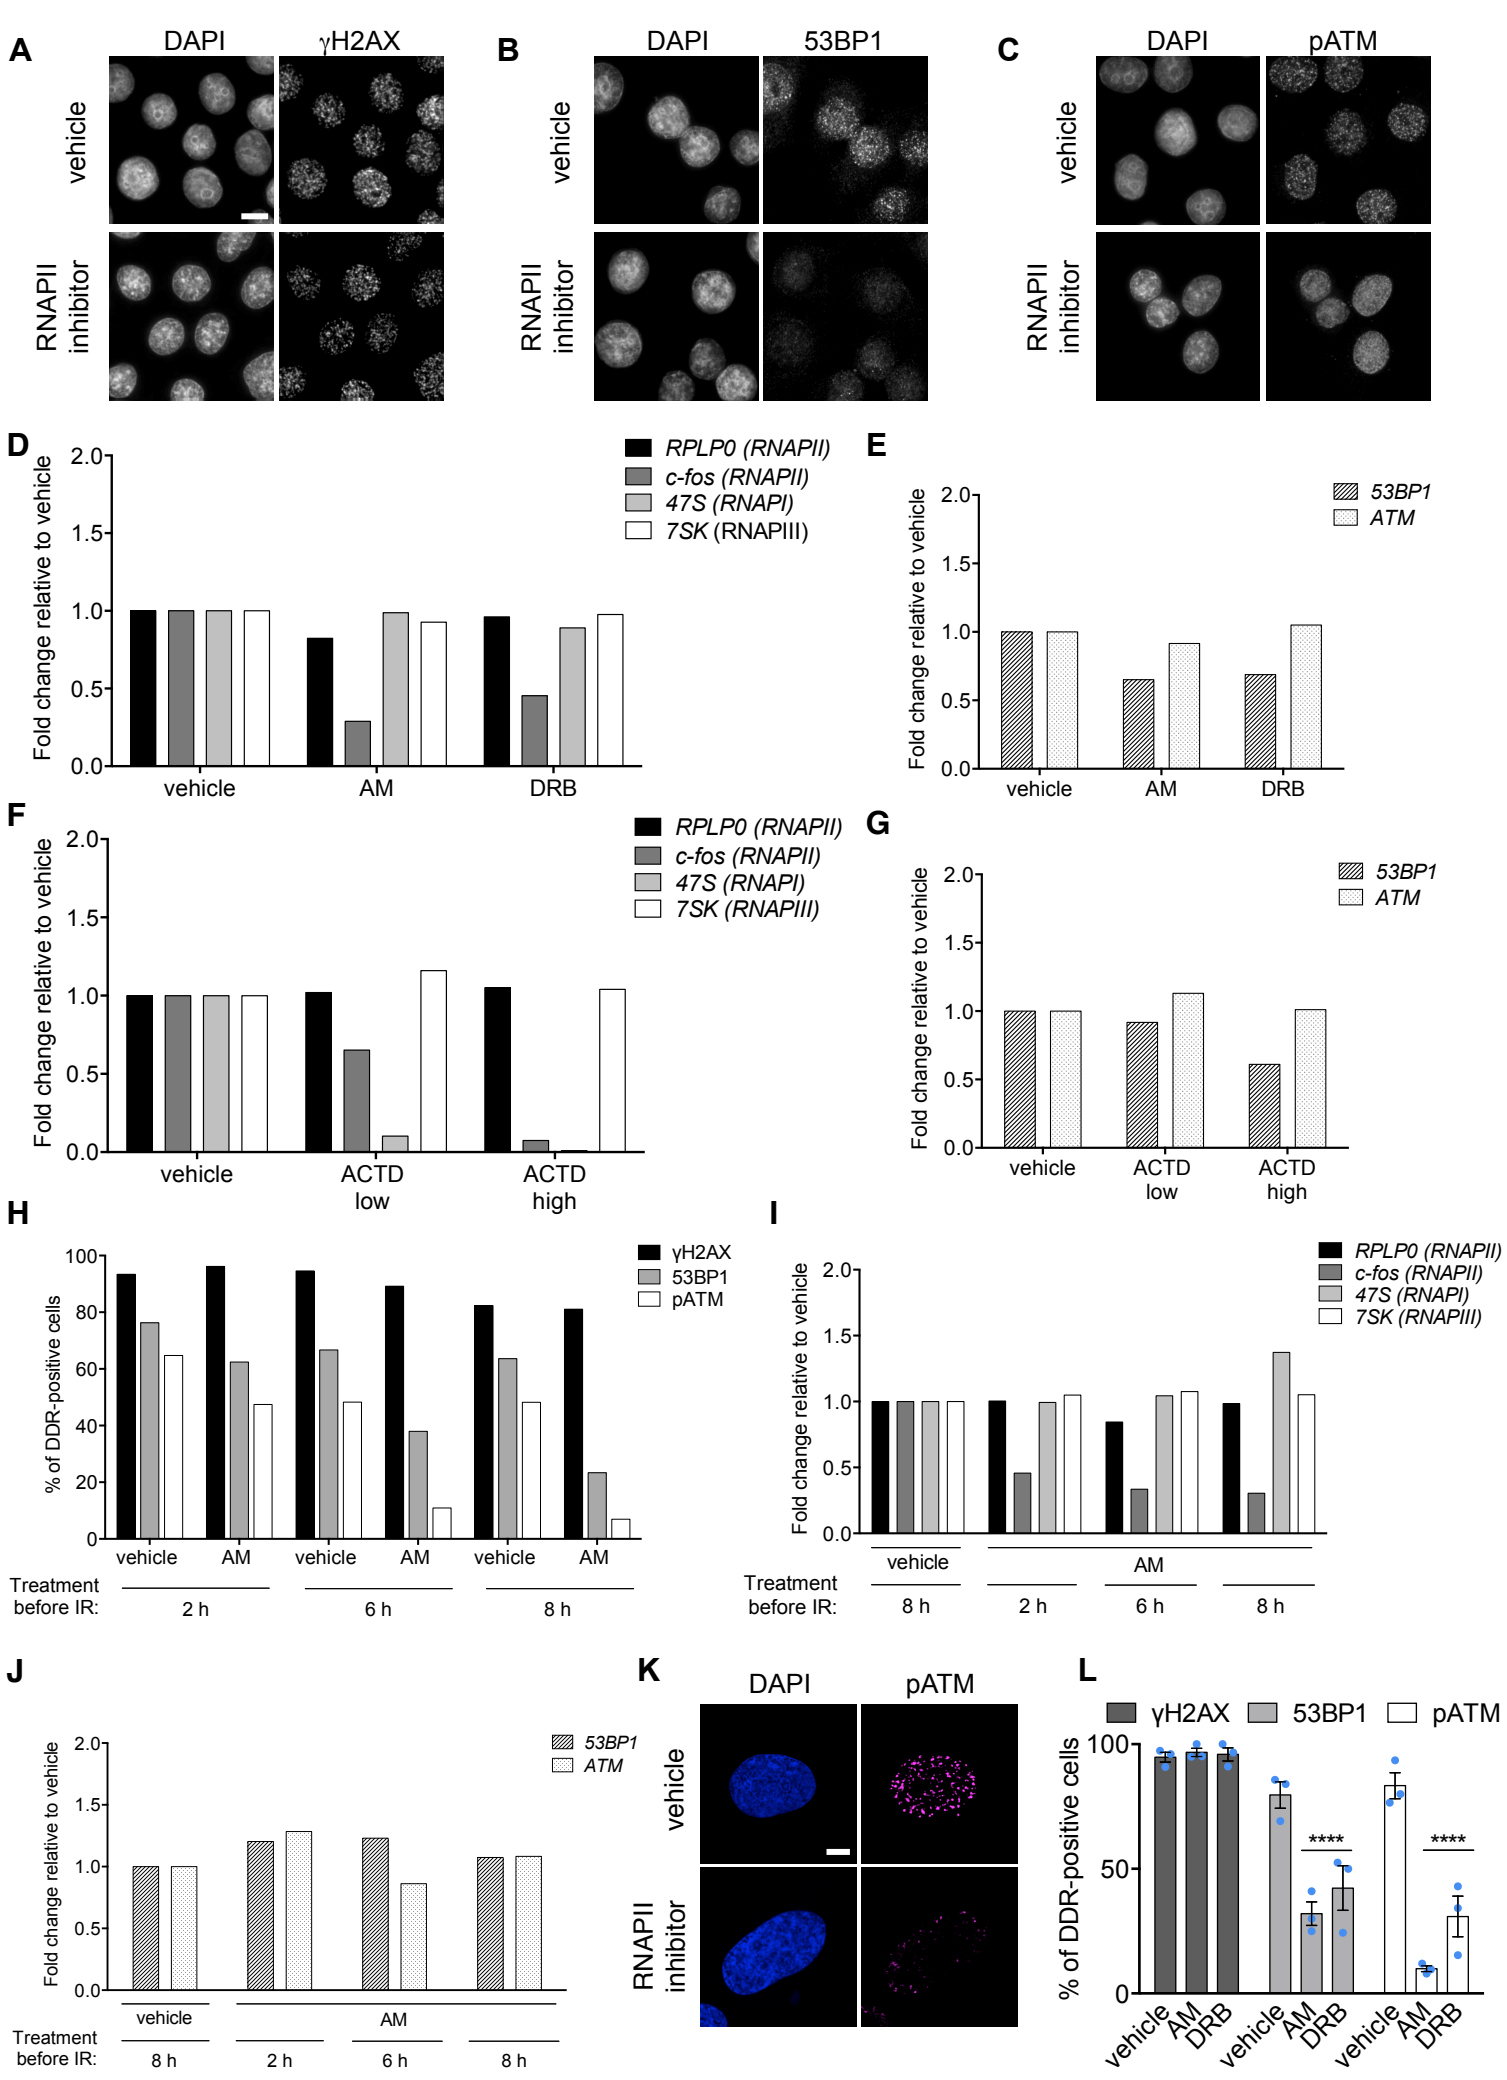 A
DAPI
γH2AX
vehicle
RNAPII
inhibitor
B
DAPI
53BP1
vehicle
RNAPII
inhibitor
C
DAPI
pATM
vehicle
RNAPII
inhibitor
D
Fold change relative to vehicle
2.0
1.5
1.0
0.5
0.0
vehicle
AM
DRB
RPLP0 (RNAPII)
c-fos (RNAPII)
47S (RNAPI)
7SK (RNAPIII)
E
Fold change relative to vehicle
2.0
1.5
1.0
0.5
0.0
vehicle
AM
DRB
53BP1
ATM
F
Fold change relative to vehicle
2.0
1.5
1.0
0.5
0.0
vehicle
ACTD
low
ACTD
high
RPLP0 (RNAPII)
c-fos (RNAPII)
47S (RNAPI)
7SK (RNAPIII)
G
Fold change relative to vehicle
2.0
1.5
1.0
0.5
0.0
vehicle
ACTD
low
ACTD
high
53BP1
ATM
H
% of DDR-positive cells
100
80
60
40
20
0
γH2AX
53BP1
pATM
vehicle AM vehicle AM vehicle AM
Treatment
before IR:
2 h 6 h 8 h
I
Fold change relative to vehicle
2.0
1.5
1.0
0.5
0.0
RPLP0 (RNAPII)
c-fos (RNAPII)
47S (RNAPI)
7SK (RNAPIII)
vehicle AM
Treatment
before IR:
8 h 2 h 6 h 8 h
J
Fold change relative to vehicle
2.0
1.5
1.0
0.5
0.0
53BP1
ATM
vehicle AM
Treatment
before IR:
8 h 2 h 6 h 8 h
K
DAPI
pATM
vehicle
RNAPII
inhibitor
L
γH2AX 53BP1 pATM
% of DDR-positive cells
100
50
0
**** ****
vehicle AM DRB vehicle AM DRB vehicle AM DRB